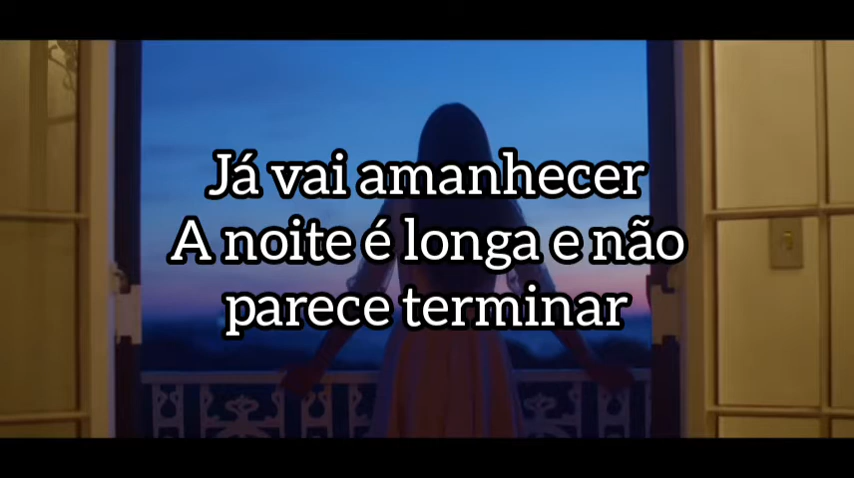 Já vai amanhecer
A noite é longa e não
parece terminar